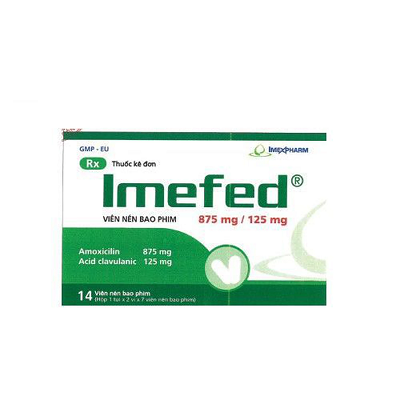 GMP - EU
IMEXPHARM
Rx Thuốc kê đơn
Imefed®
VIÊN NÉN BAO PHIM 875 mg / 125 mg
Amoxicilin 875 mg
Acid clavulanic 125 mg
14 Viên nén bao phim
(Hộp 1 túi x 2 vỉ x 7 viên nén bao phim)